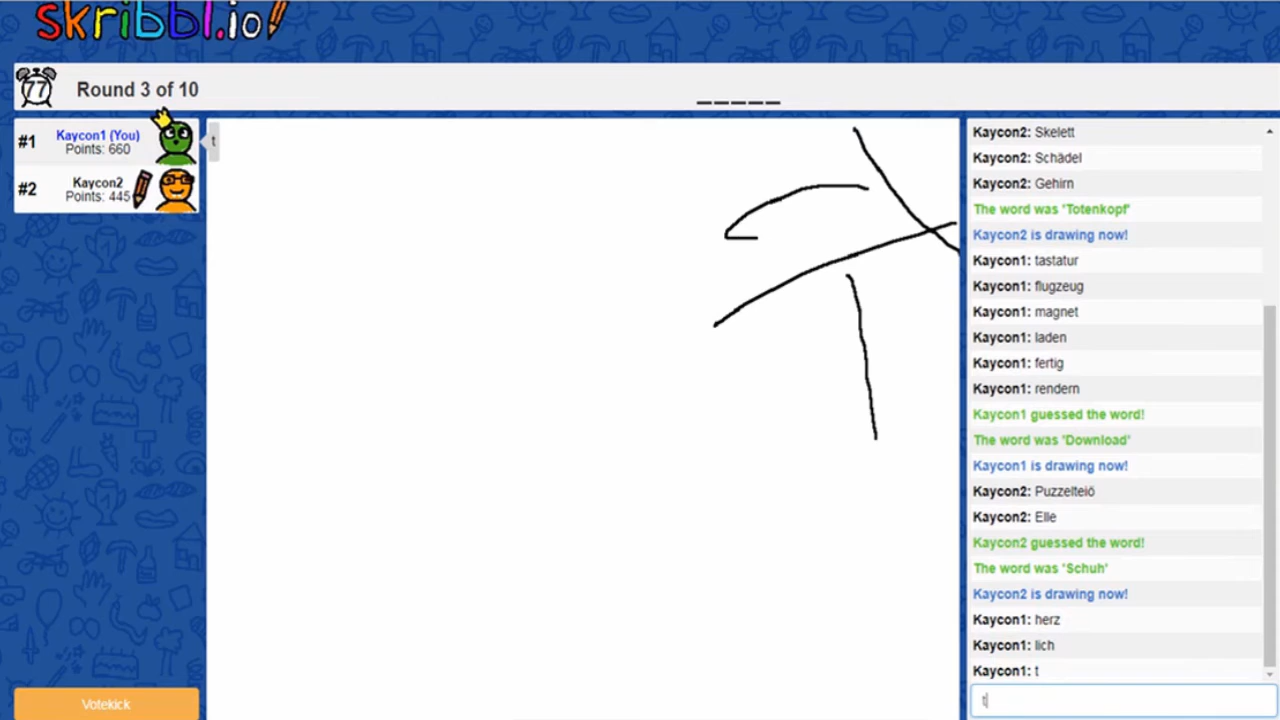 skribbl.io
77
Round 3 of 10
_____
#1
Kaycon1 (You)
Points: 660
t
#2
Kaycon2
Points: 445
Votekick
Kaycon2: Skelett
Kaycon2: Schädel
Kaycon2: Gehirn
The word was 'Totenkopf'
Kaycon2 is drawing now!
Kaycon1: tastatur
Kaycon1: flugzeug
Kaycon1: magnet
Kaycon1: laden
Kaycon1: fertig
Kaycon1: rendern
Kaycon1 guessed the word!
The word was 'Download'
Kaycon1 is drawing now!
Kaycon2: Puzzelteiö
Kaycon2: Elle
Kaycon2 guessed the word!
The word was 'Schuh'
Kaycon2 is drawing now!
Kaycon1: herz
Kaycon1: lich
Kaycon1: t
t